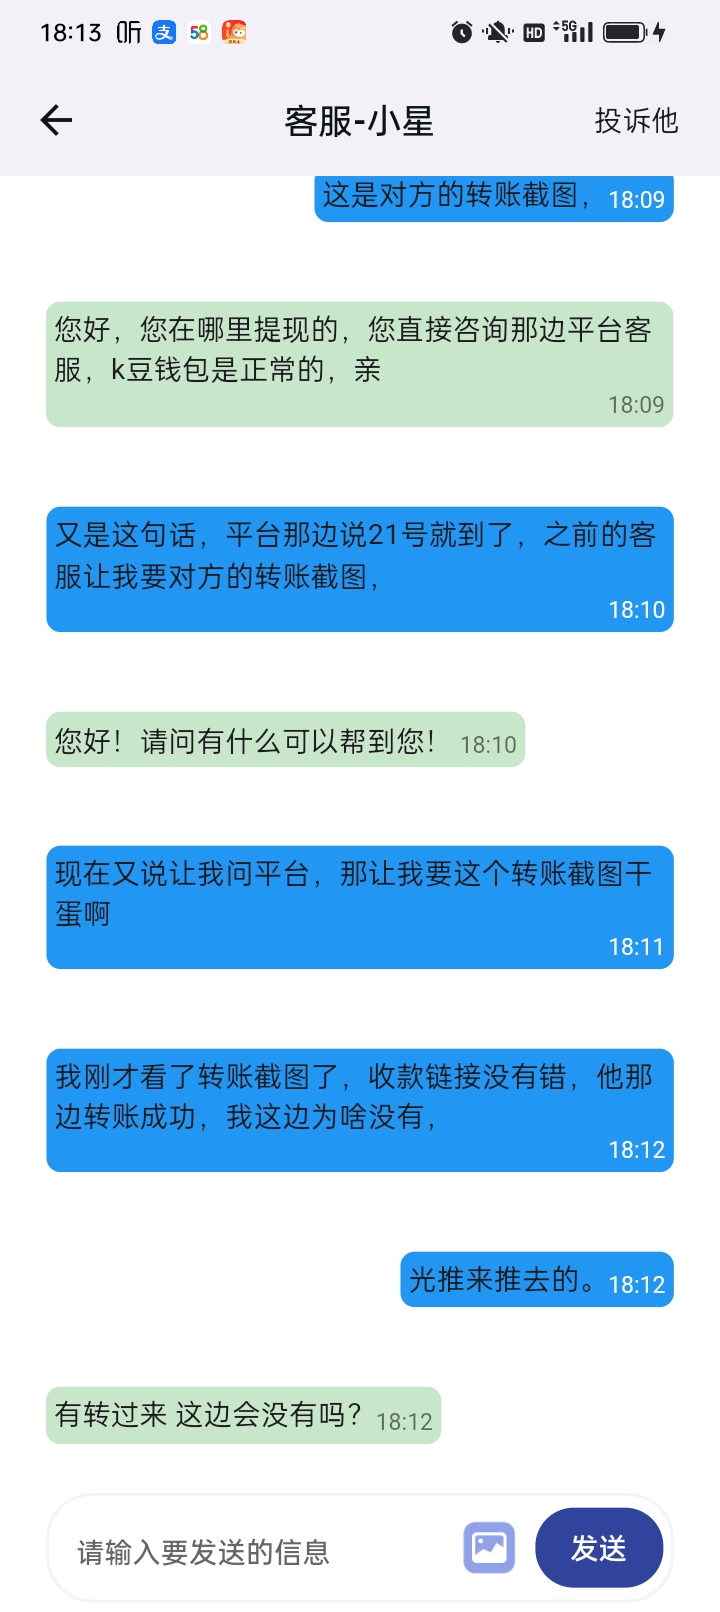 18:13 听 支 58 HD 5G
客服-小星 投诉他
这是对方的转账截图， 18:09
您好，您在哪里提现的，您直接咨询那边平台客
服，k豆钱包是正常的，亲
18:09
又是这句话，平台那边说21号就到了，之前的客
服让我要对方的转账截图，
18:10
您好！请问有什么可以帮到您！ 18:10
现在又说让我问平台，那让我要这个转账截图干
蛋啊
18:11
我刚才看了转账截图了，收款链接没有错，他那
边转账成功，我这边为啥没有，
18:12
光推来推去的。 18:12
有转过来 这边会没有吗？ 18:12
请输入要发送的信息 发送